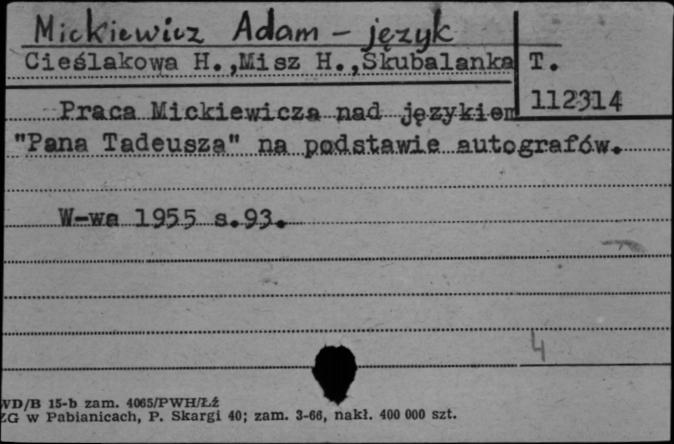 Mickiewicz Adam - język
Cieślakowa H.,Misz H.,Skubalanka T.
112314
Praca Mickiewicza nad językiem
"Pana Tadeusza" na podstawie autografów.
W-wa 1955 s.93.
4
WD/B 15-b zam. 4065/PWH/Łź
ZG w Pabianicach, P. Skargi 40; zam. 3-66, nakł. 400 000 szt.